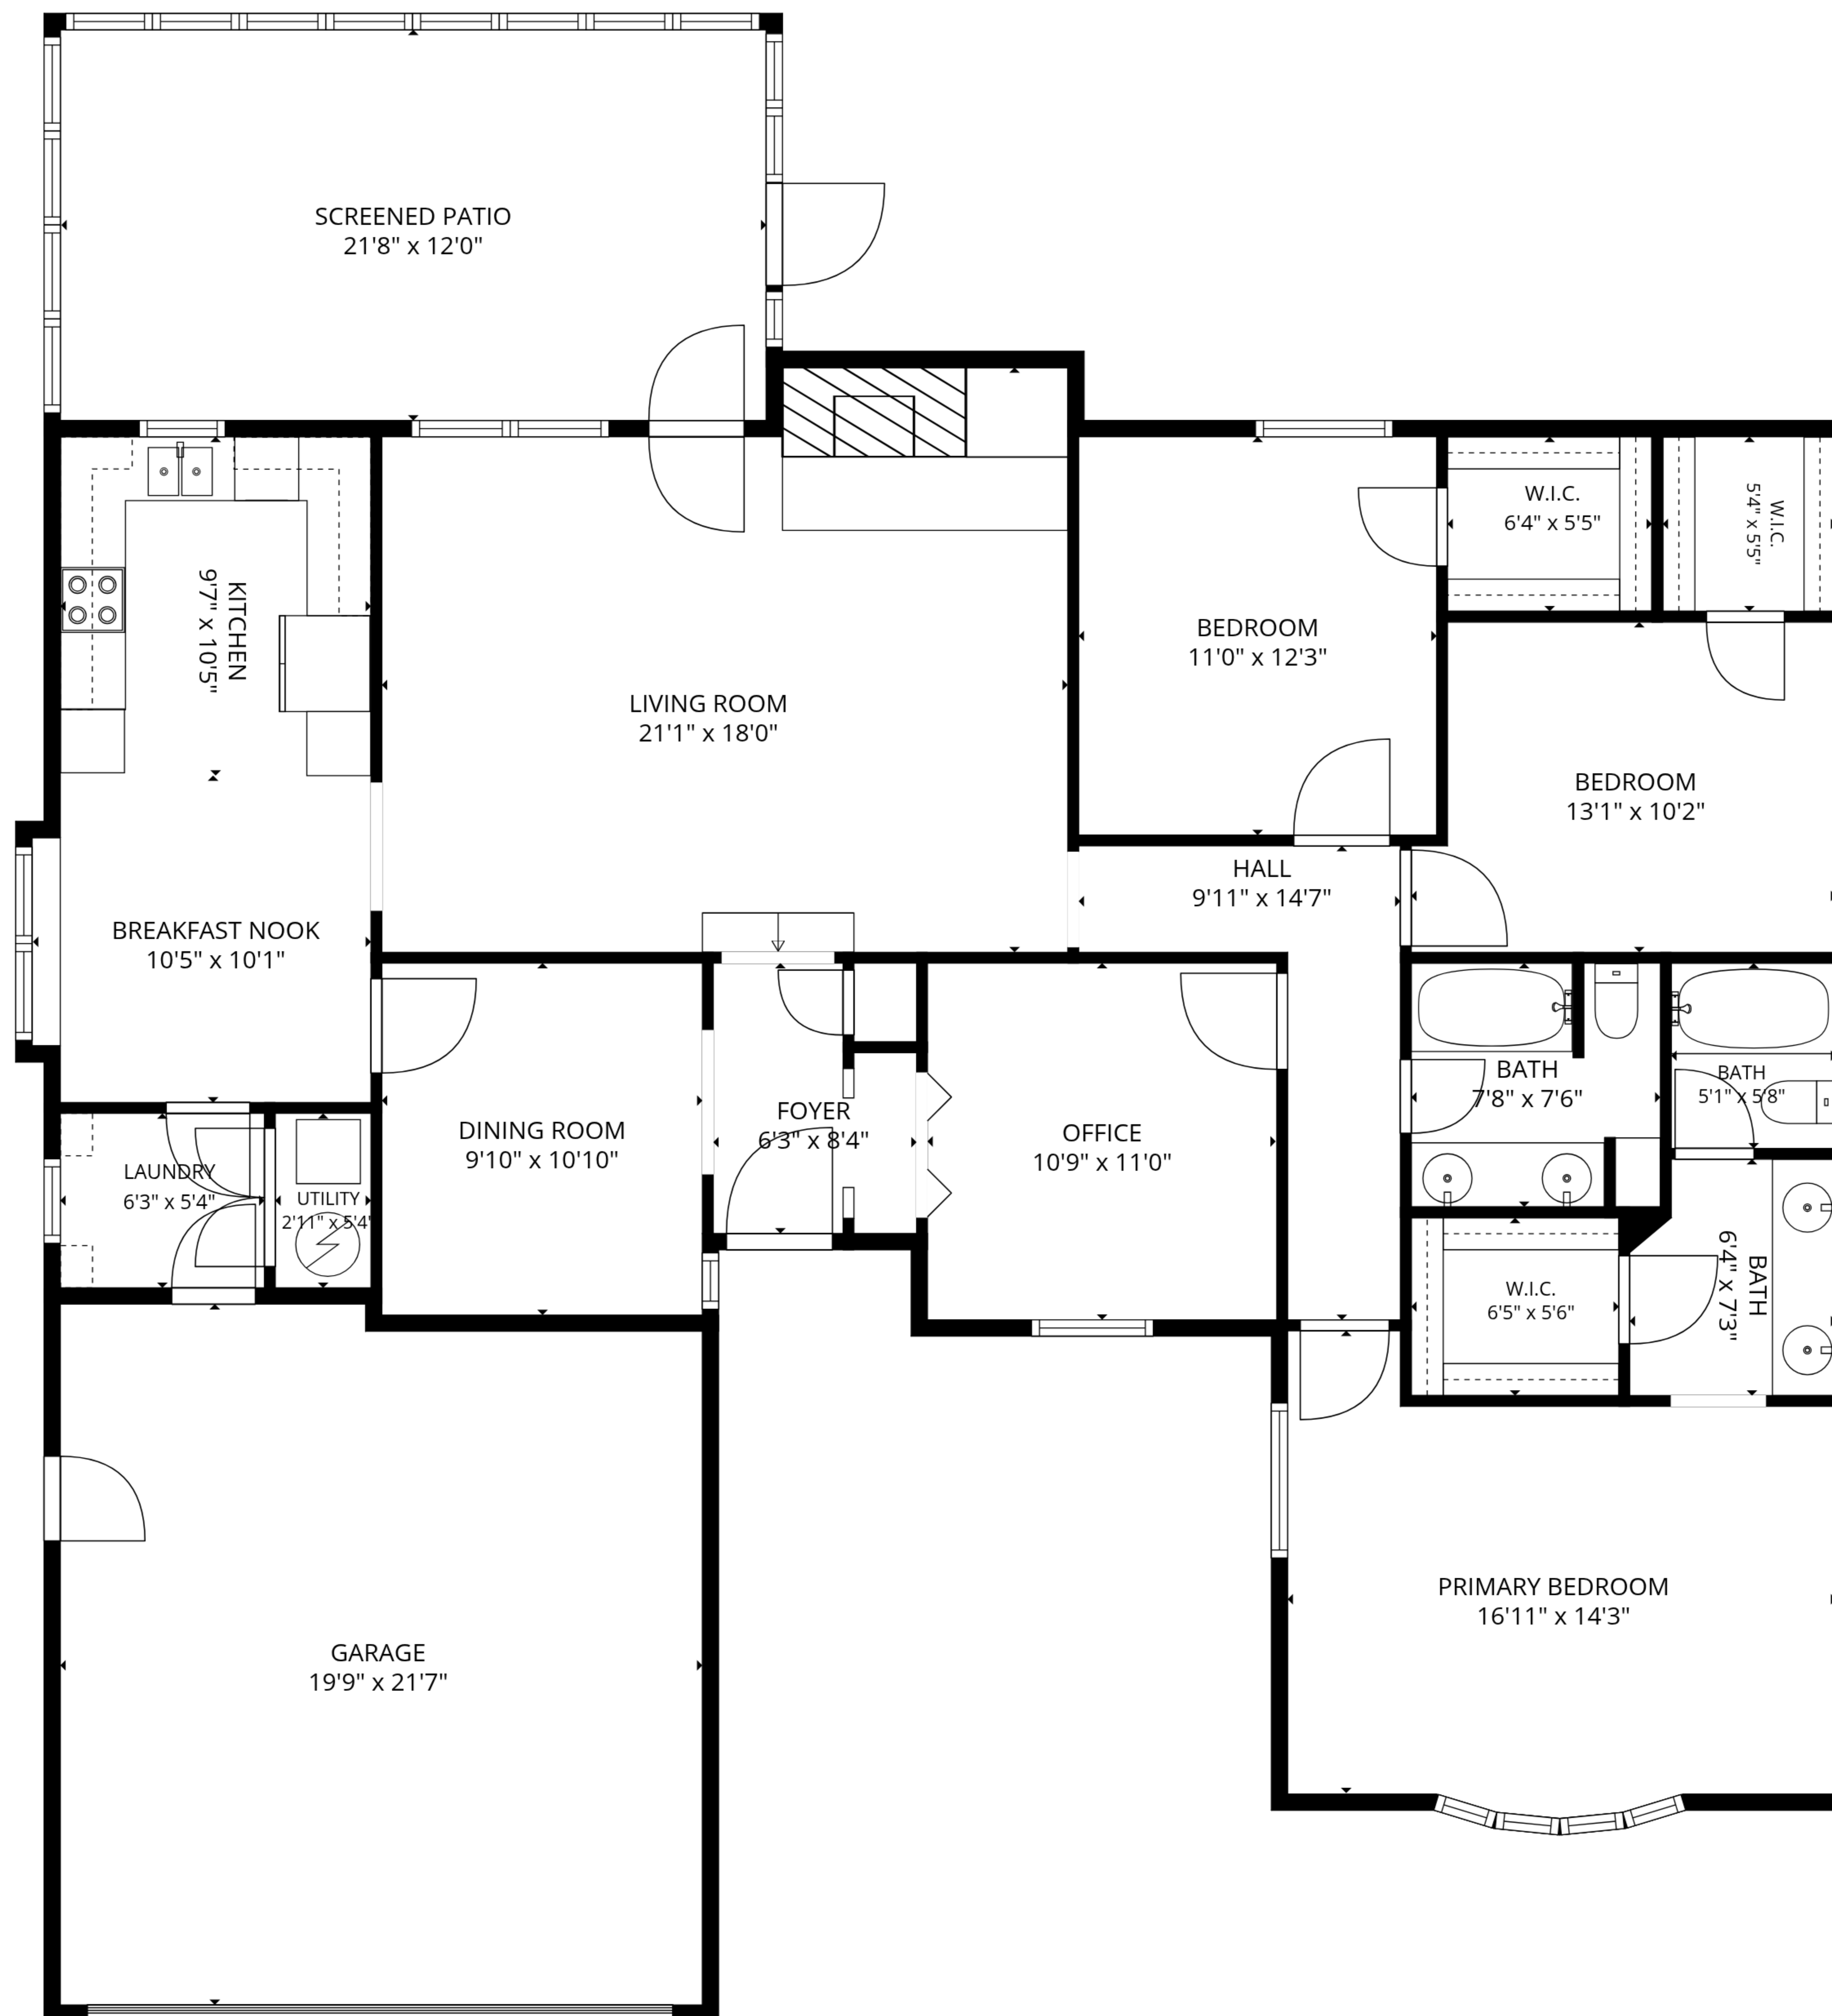 SCREENED PATIO
21'8" x 12'0"
W.I.C.
6'4" x 5'5"
W.I.C.
5'4" x 5'5"
KITCHEN
9'7" x 10'5"
BEDROOM
11'0" x 12'3"
LIVING ROOM
21'1" x 18'0"
BEDROOM
13'1" x 10'2"
HALL
9'11" x 14'7"
BREAKFAST NOOK
10'5" x 10'1"
BATH
7'8" x 7'6"
BATH
5'1" x 5'8"
FOYER
6'3" x 8'4"
DINING ROOM
9'10" x 10'10"
OFFICE
10'9" x 11'0"
LAUNDRY
6'3" x 5'4"
UTILITY
2'11" x 5'4"
W.I.C.
6'5" x 5'6"
BATH
6'4" x 7'3"
PRIMARY BEDROOM
16'11" x 14'3"
GARAGE
19'9" x 21'7"